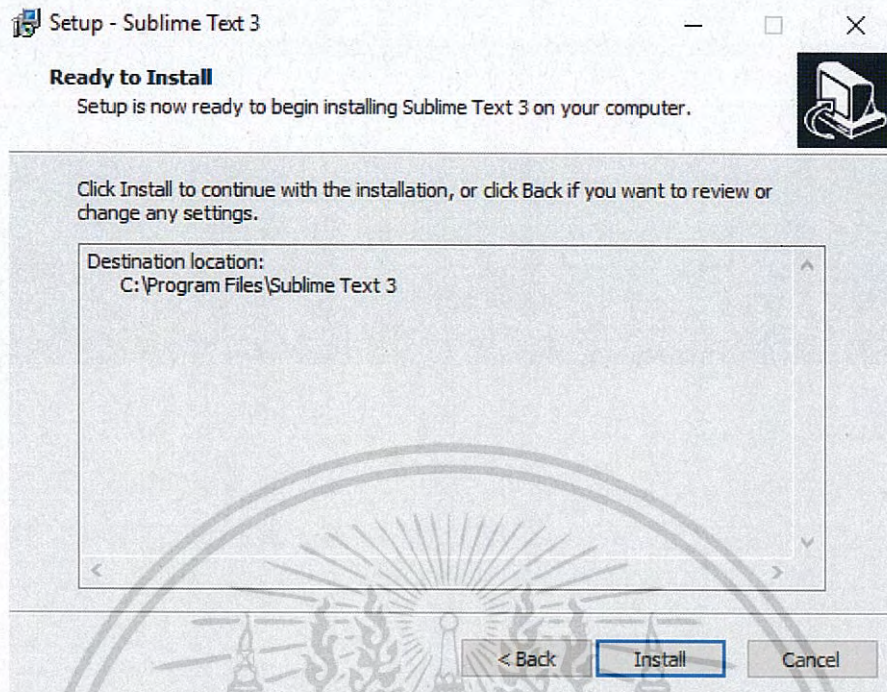 Setup - Sublime Text 3
Ready to Install
Setup is now ready to begin installing Sublime Text 3 on your computer.
Click Install to continue with the installation, or click Back if you want to review or
change any settings.
Destination location:
C:\Program Files\Sublime Text 3
< Back
Install
Cancel